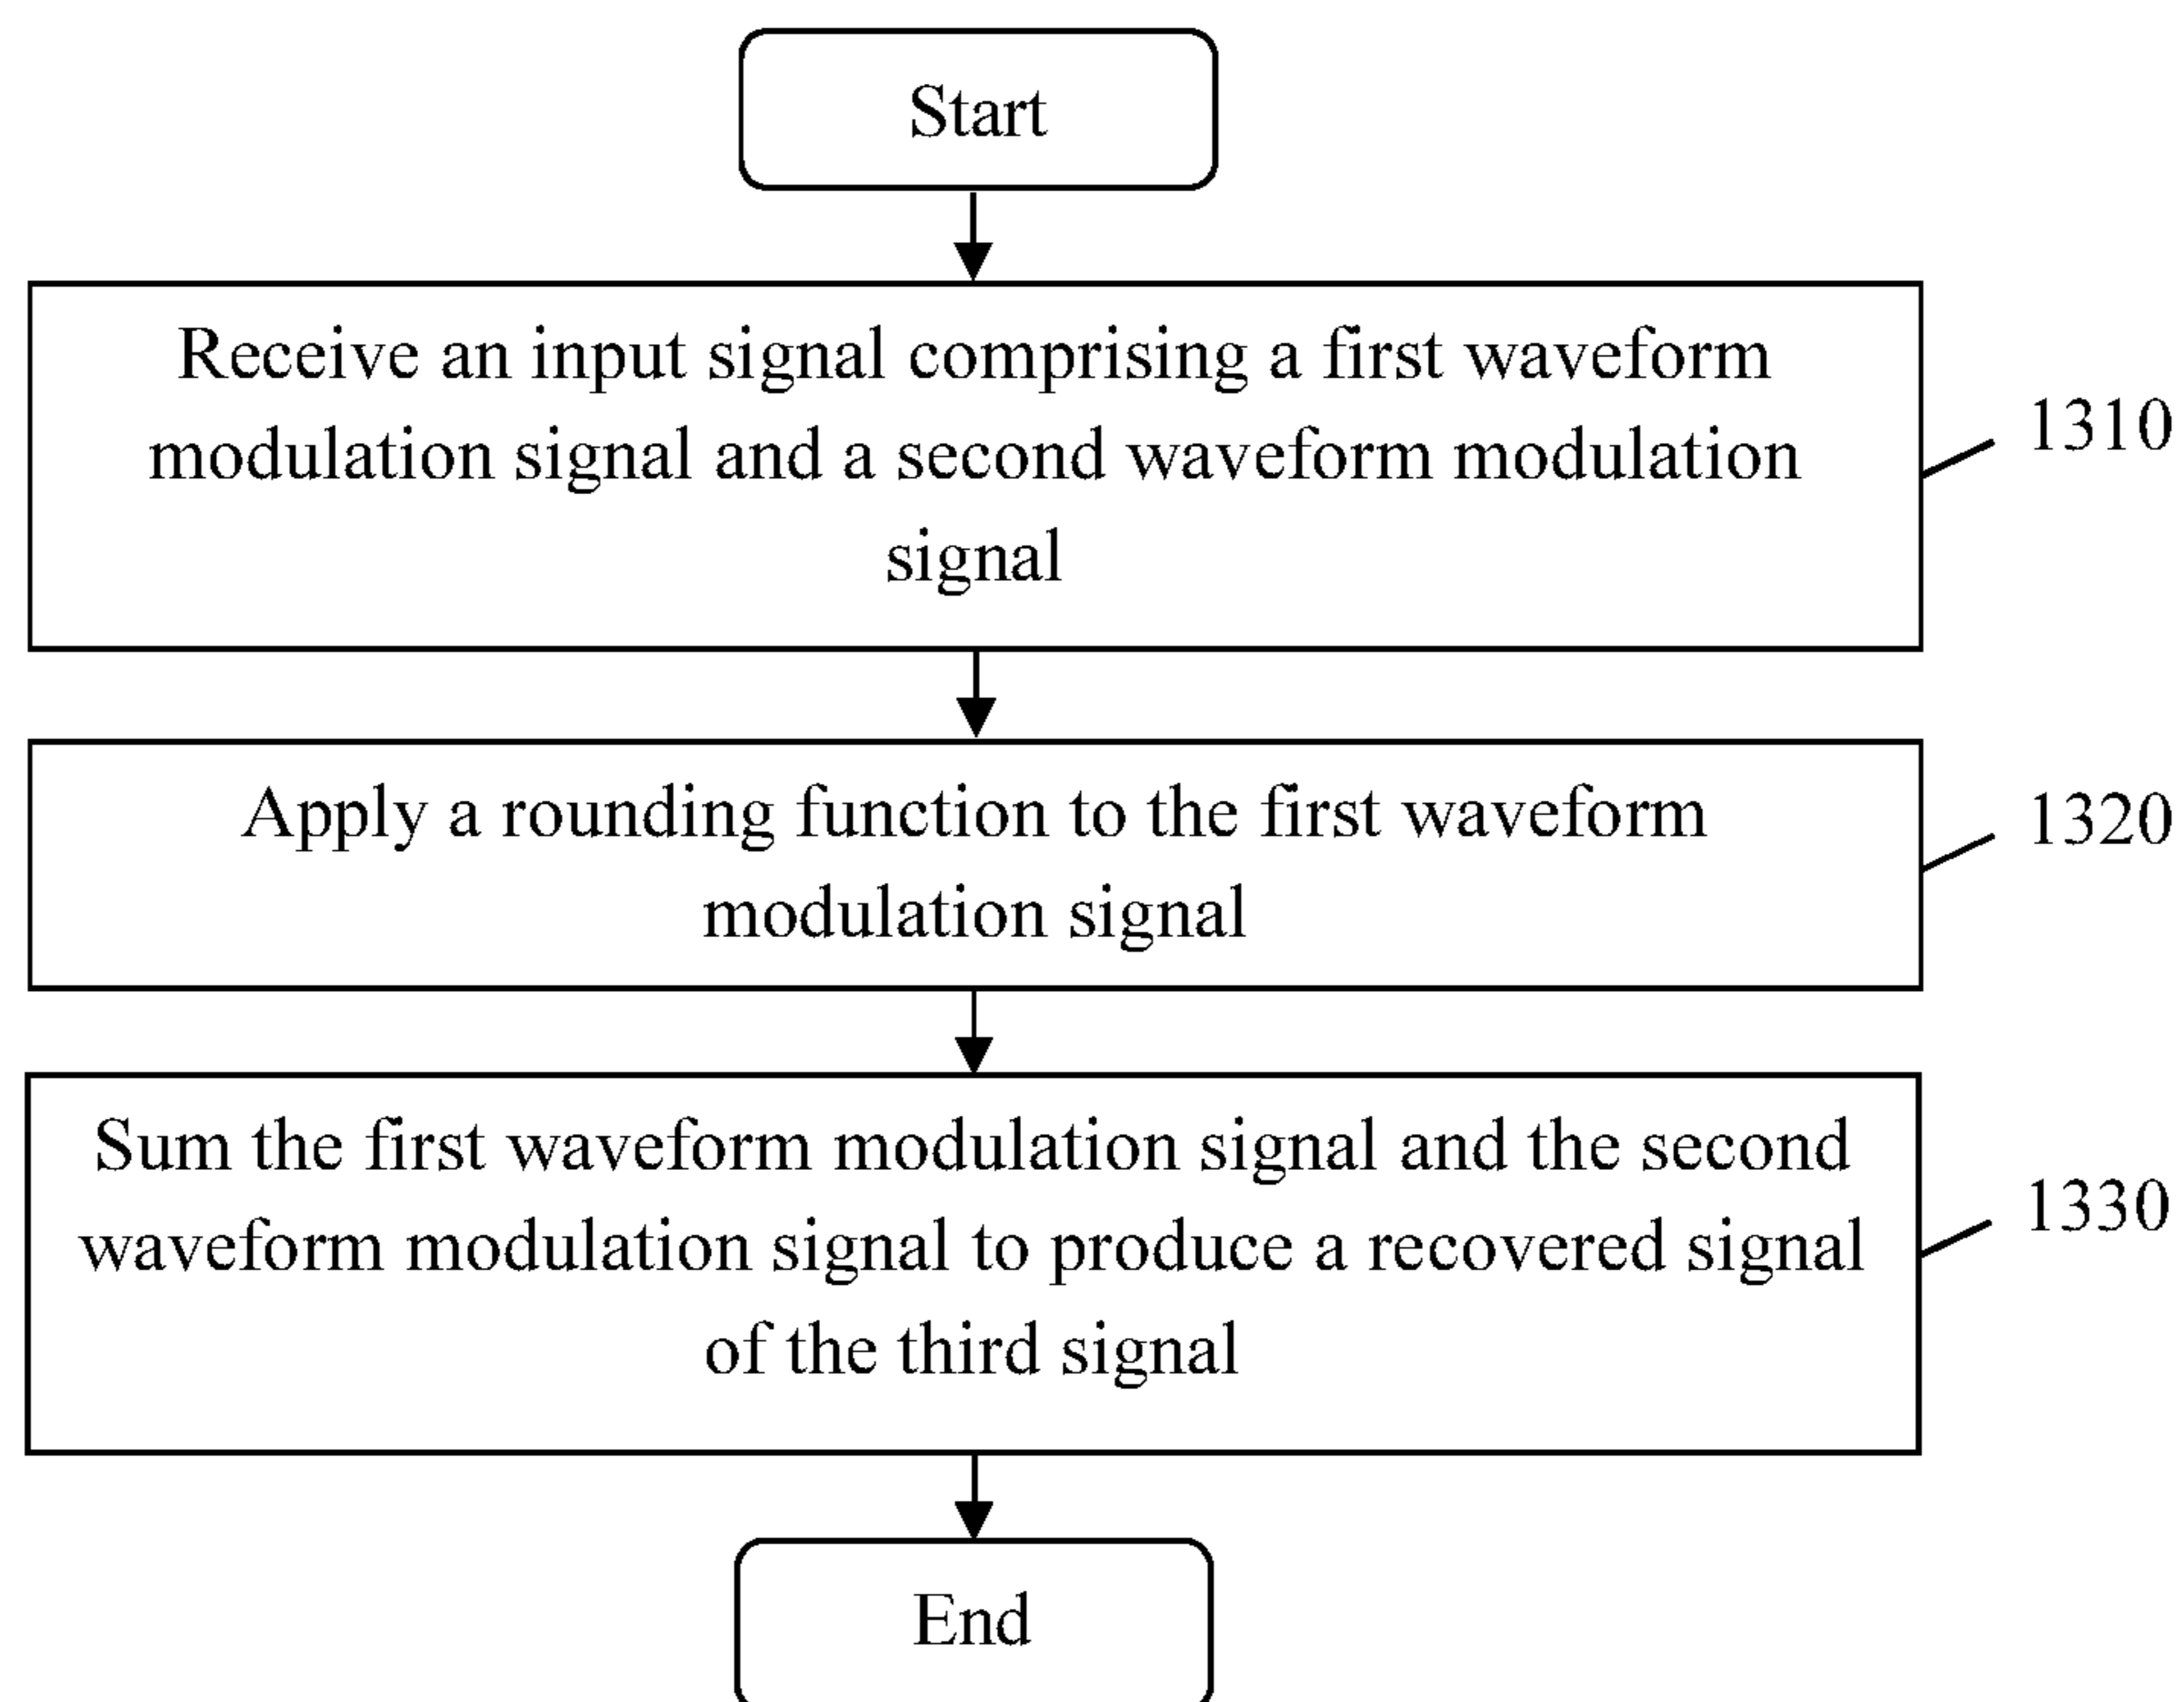 Start
Receive an input signal comprising a first waveform
modulation signal and a second waveform modulation
signal
1310
Apply a rounding function to the first waveform
modulation signal
1320
Sum the first waveform modulation signal and the second
waveform modulation signal to produce a recovered signal
of the third signal
1330
End